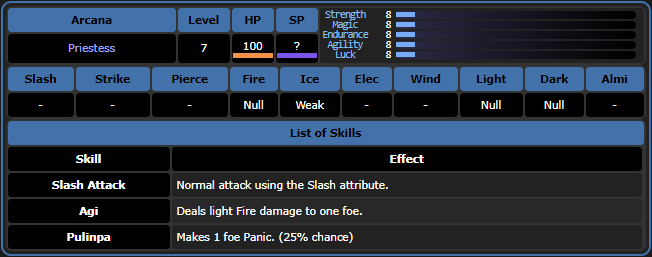 Arcana Level HP SP
Priestess 7 100 ?
Strength 8
Magic 8
Endurance 8
Agility 8
Luck 8
Slash Strike Pierce Fire Ice Elec Wind Light Dark Almi
- - - Null Weak - - Null Null -
List of Skills
Skill Effect
Slash Attack Normal attack using the Slash attribute.
Agi Deals light Fire damage to one foe.
Pulinpa Makes 1 foe Panic. (25% chance)